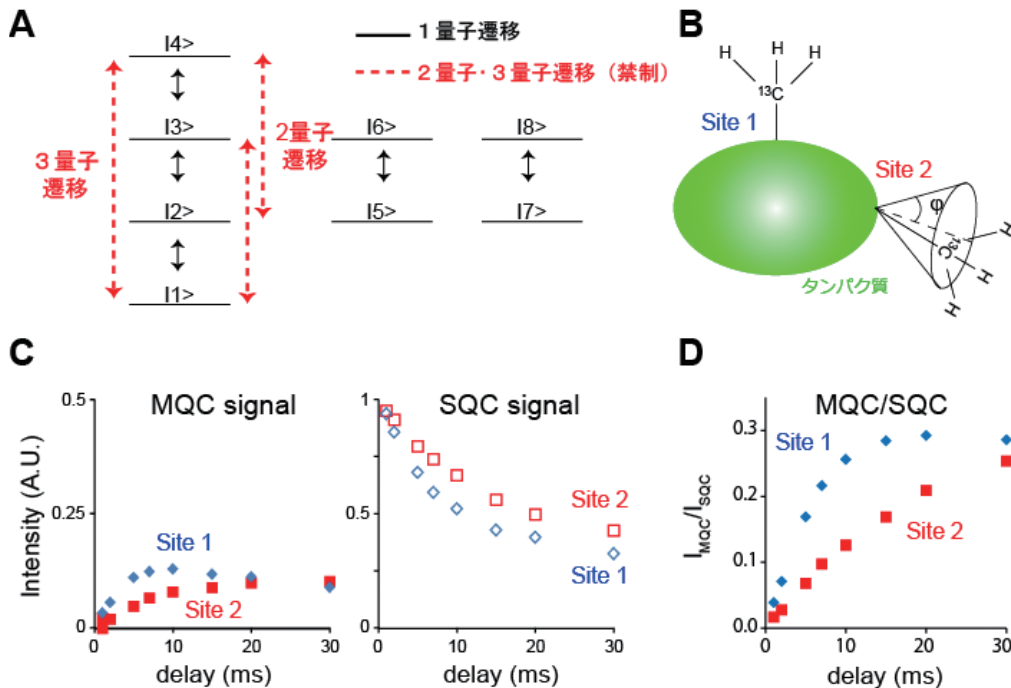 A
|4>
|3>
|2>
|1>
3量子
遷移
2量子
遷移
|6>
|5>
|8>
|7>
1量子遷移
2量子・3量子遷移（禁制）
B
H
H
H
13C
Site 1
Site 2
φ
13C
H
H
H
タンパク質
C
MQC signal
Intensity (A.U.)
0.5
0.25
0
Site 1
Site 2
0
10
20
30
delay (ms)
SQC signal
1
0.5
0
Site 2
Site 1
0
10
20
30
delay (ms)
D
MQC/SQC
IMQC/ISQC
0.3
0.2
0.1
0.0
Site 1
Site 2
0
10
20
30
delay (ms)